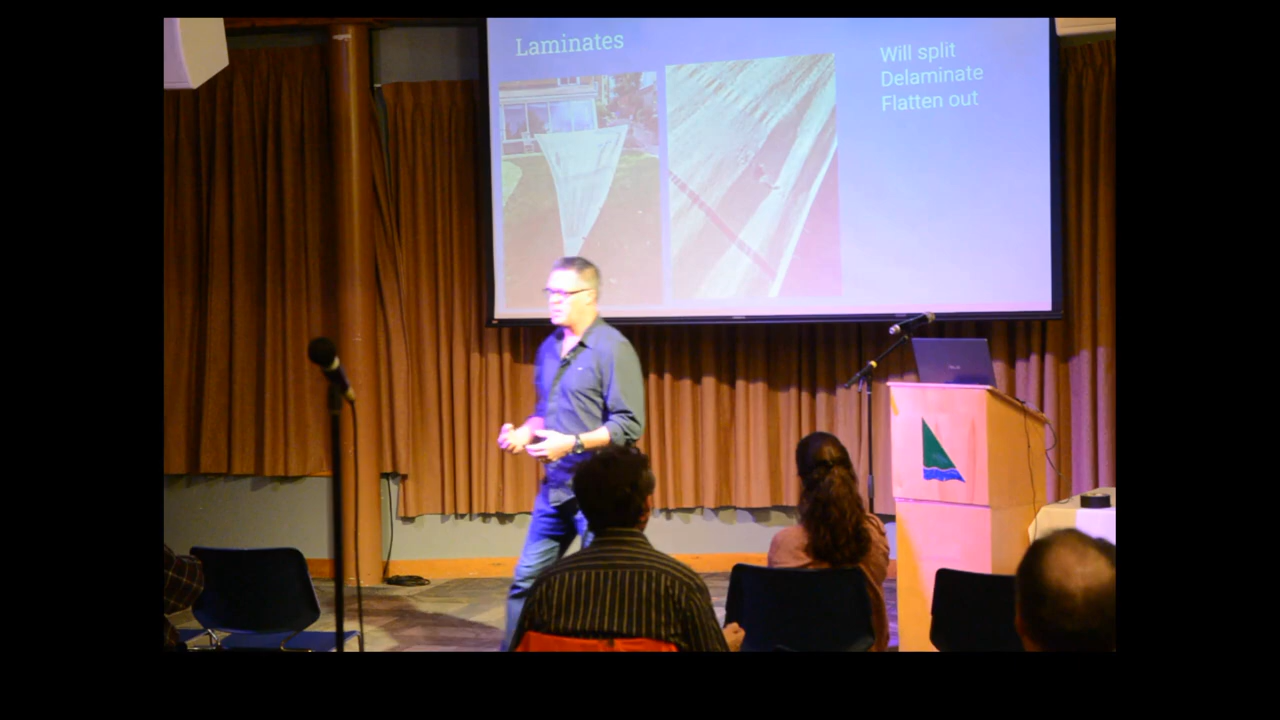 Laminates
Will split
Delaminate
Flatten out